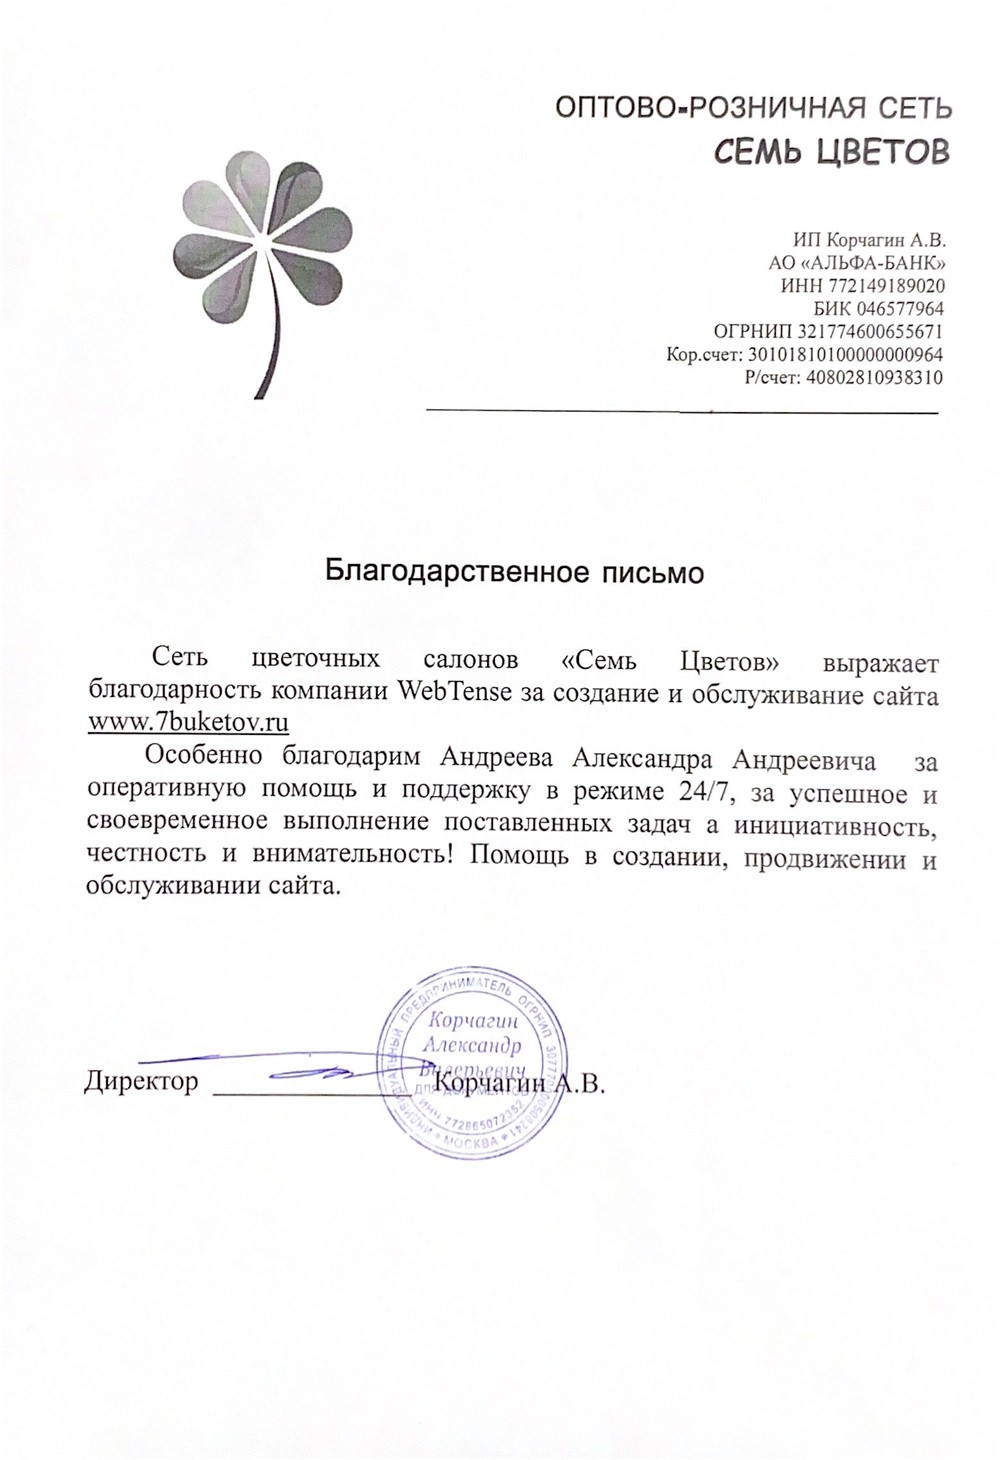 ОПТОВО-РОЗНИЧНАЯ СЕТЬ
СЕМЬ ЦВЕТОВ
ИП Корчагин А.В.
АО «АЛЬФА-БАНК»
ИНН 772149189020
БИК 046577964
ОГРНИП 321774600655671
Кор.счет: 30101810100000000964
Р/счет: 40802810938310
Благодарственное письмо
Сеть цветочных салонов «Семь Цветов» выражает
благодарность компании WebTense за создание и обслуживание сайта
www.7buketov.ru
Особенно благодарим Андреева Александра Андреевича за
оперативную помощь и поддержку в режиме 24/7, за успешное и
своевременное выполнение поставленных задач а инициативность,
честность и внимательность! Помощь в создании, продвижении и
обслуживании сайта.
Директор Корчагин А.В.
ИНДИВИДУАЛЬНЫЙ ПРЕДПРИНИМАТЕЛЬ ОГРНИП
Корчагин
Александр
Валерьевич
ДЛЯ ДОКУМЕНТОВ
ИНН 772865072352
* МОСКВА *